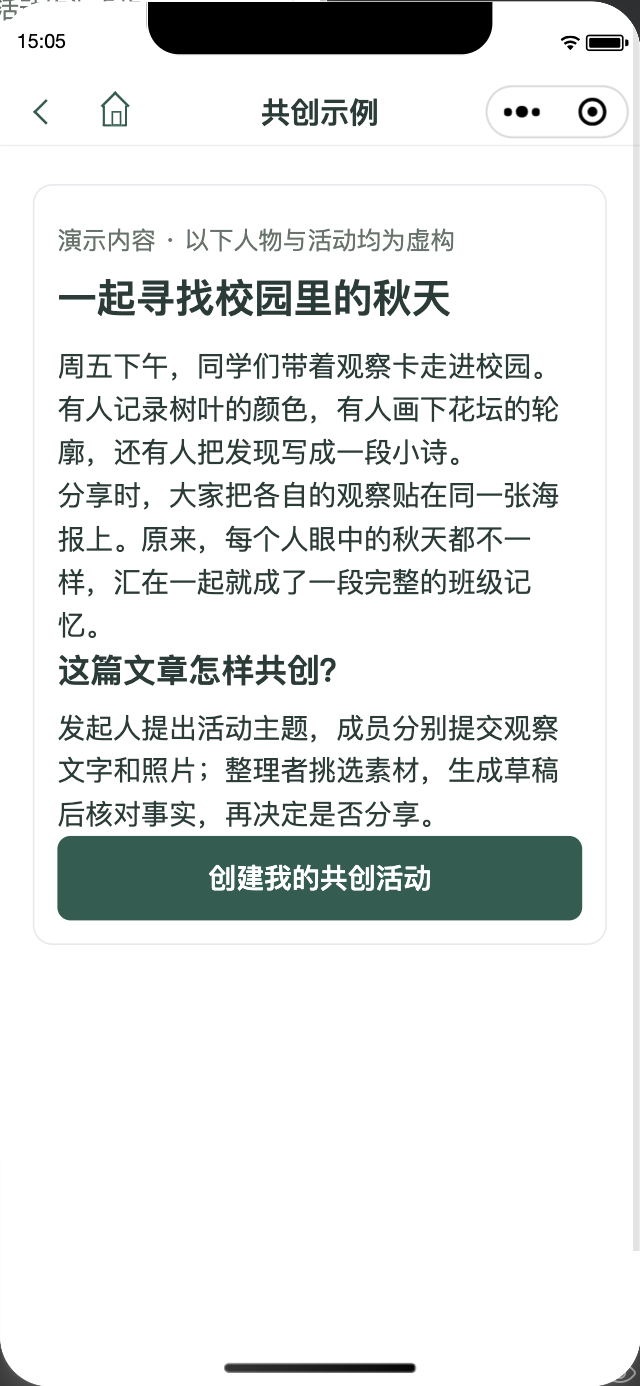 15:05
共创示例
演示内容 · 以下人物与活动均为虚构
一起寻找校园里的秋天
周五下午，同学们带着观察卡走进校园。
有人记录树叶的颜色，有人画下花坛的轮
廓，还有人把发现写成一段小诗。
分享时，大家把各自的观察贴在同一张海
报上。原来，每个人眼中的秋天都不一
样，汇在一起就成了一段完整的班级记
忆。
这篇文章怎样共创？
发起人提出活动主题，成员分别提交观察
文字和照片；整理者挑选素材，生成草稿
后核对事实，再决定是否分享。
创建我的共创活动